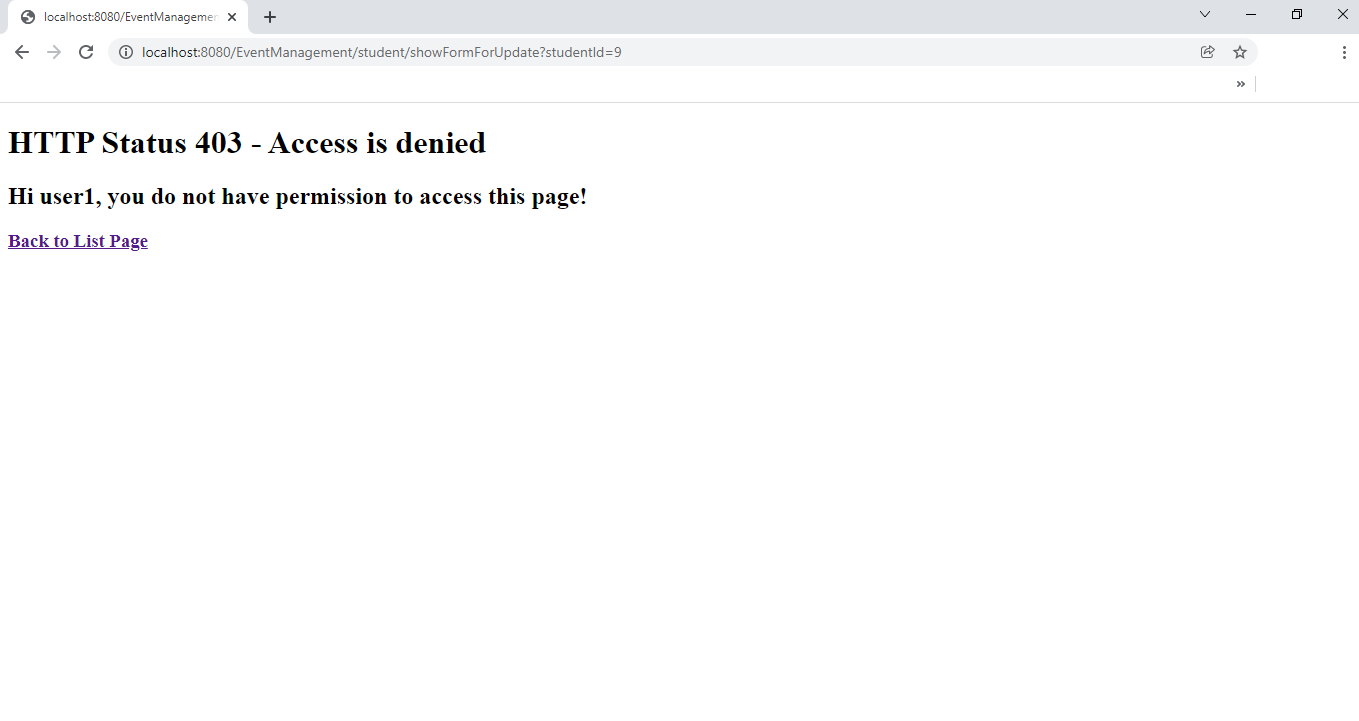 localhost:8080/EventManagemen
localhost:8080/EventManagement/student/showFormForUpdate?studentId=9
HTTP Status 403 - Access is denied
Hi user1, you do not have permission to access this page!
Back to List Page